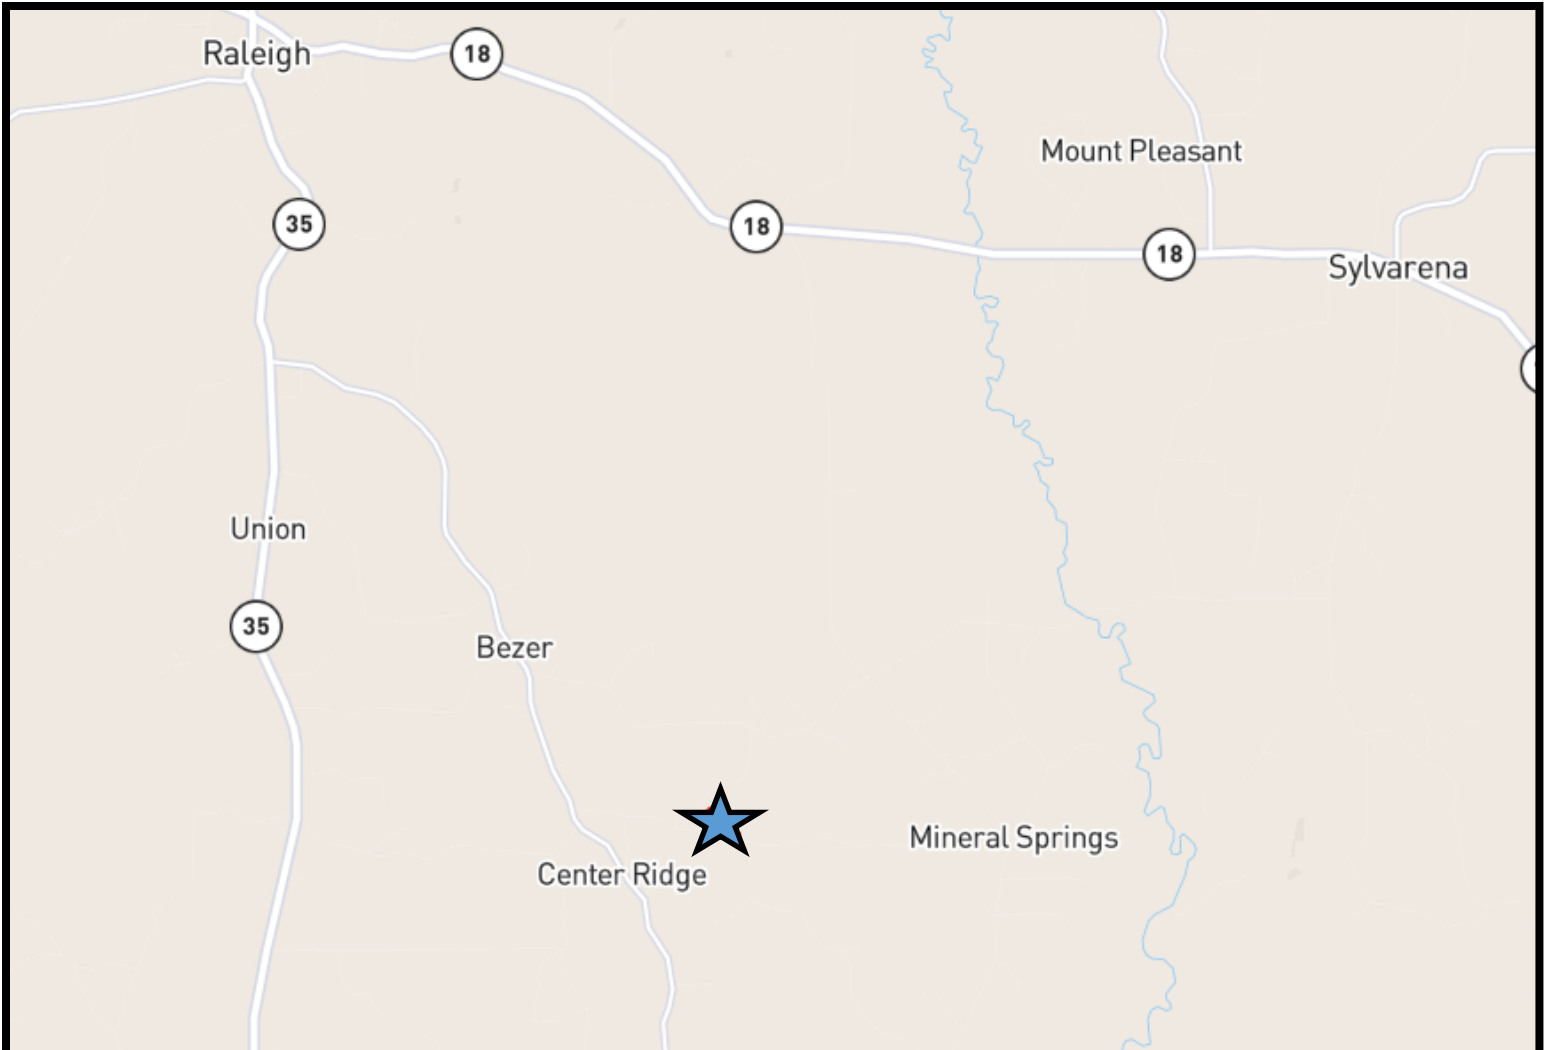 Raleigh
18
Mount Pleasant
35
18
18
Sylvarena
Union
35
Bezer
Mineral Springs
Center Ridge